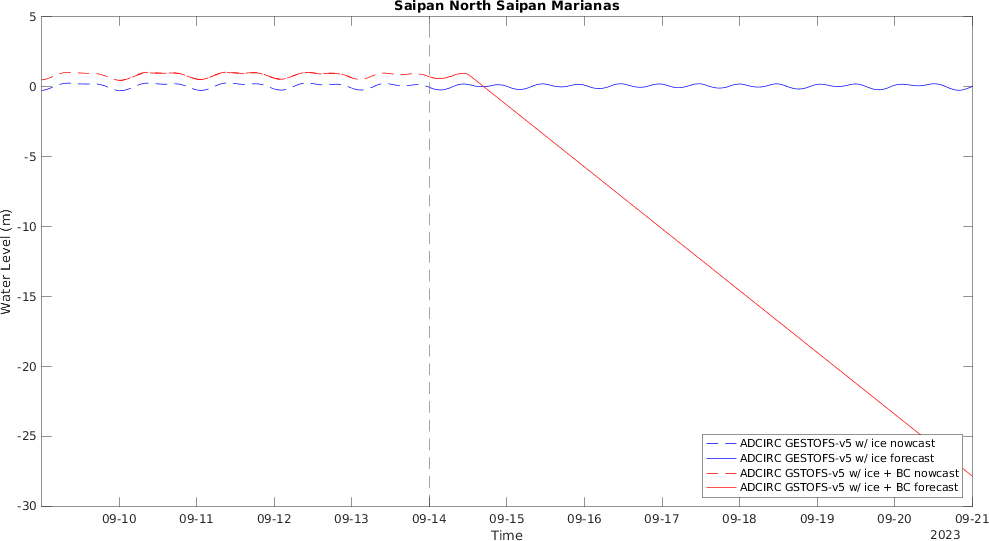 Saipan North Saipan Marianas
5
0
-5
-10
-15
-20
-25
-30
Water Level (m)
ADCIRC GESTOFS-v5 w/ ice nowcast
ADCIRC GESTOFS-v5 w/ ice forecast
ADCIRC GSTOFS-v5 w/ ice + BC nowcast
ADCIRC GSTOFS-v5 w/ ice + BC forecast
09-10 09-11 09-12 09-13 09-14 09-15 09-16 09-17 09-18 09-19 09-20 09-21
Time
2023